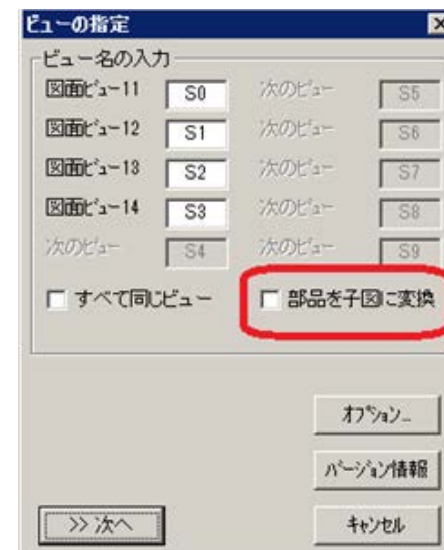 ビューの指定
ビュー名の入力
図面ﾋﾞｭｰ11 S0 次のﾋﾞｭｰ S5
図面ﾋﾞｭｰ12 S1 次のﾋﾞｭｰ S6
図面ﾋﾞｭｰ13 S2 次のﾋﾞｭｰ S7
図面ﾋﾞｭｰ14 S3 次のﾋﾞｭｰ S8
次のﾋﾞｭｰ S4 次のﾋﾞｭｰ S9
すべて同じビュー 部品を子図に変換
ｵﾌﾟｼｮﾝ...
ﾊﾞｰｼﾞｮﾝ情報
>> 次へ ｷｬﾝｾﾙ